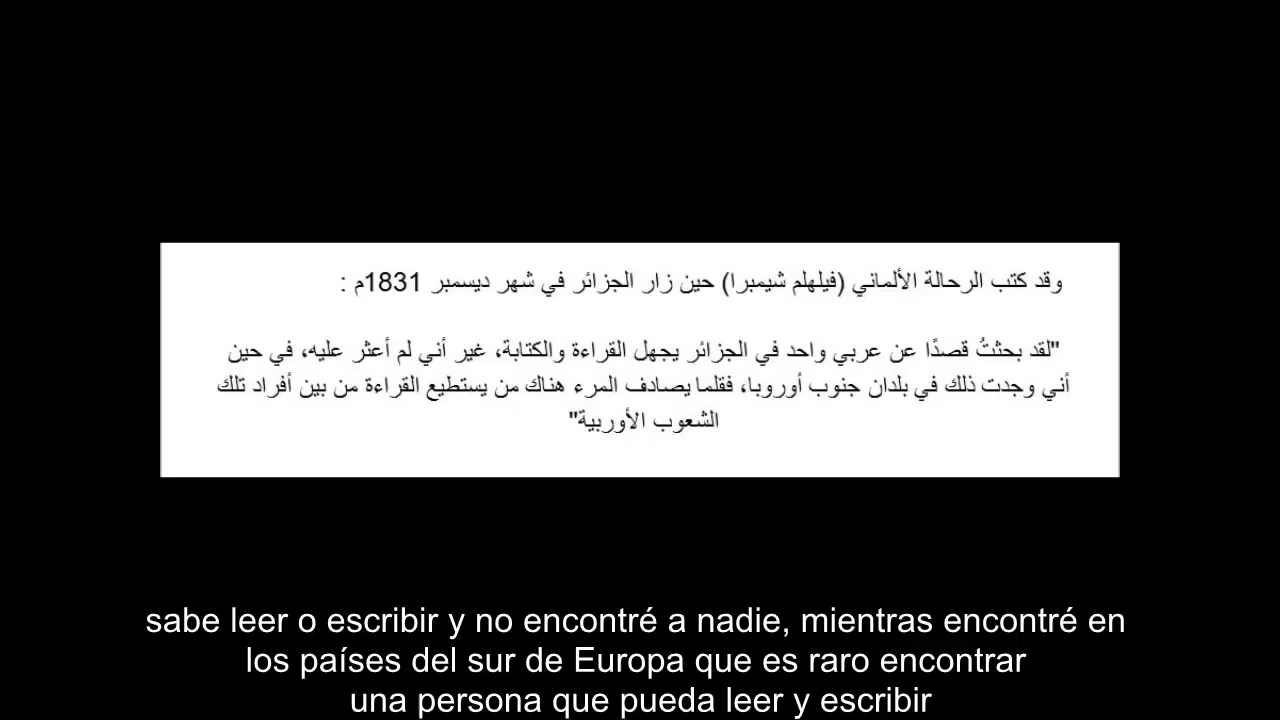 وقد كتب الرحالة الألماني (فيلهلم شيمبرا) حين زار الجزائر في شهر ديسمبر 1831م :
"لقد بحثتُ قصدًا عن عربي واحد في الجزائر يجهل القراءة والكتابة، غير أني لم أعثر عليه، في حين
أني وجدت ذلك في بلدان جنوب أوروبا، فقلما يصادف المرء هناك من يستطيع القراءة من بين أفراد تلك
الشعوب الأوربية"
sabe leer o escribir y no encontré a nadie, mientras encontré en
los países del sur de Europa que es raro encontrar
una persona que pueda leer y escribir